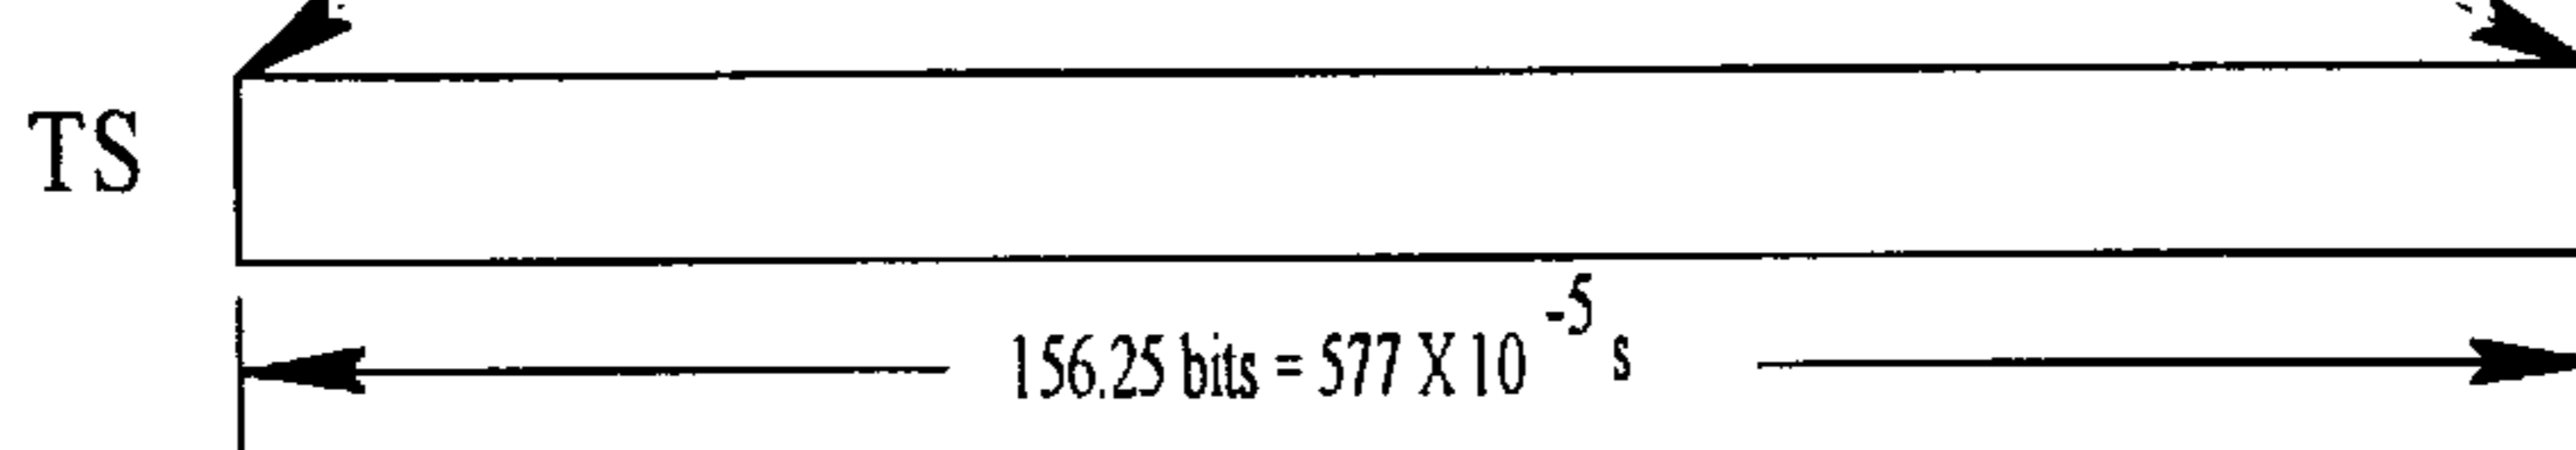 TS
156.25 bits = 577 X 10⁻⁵ s